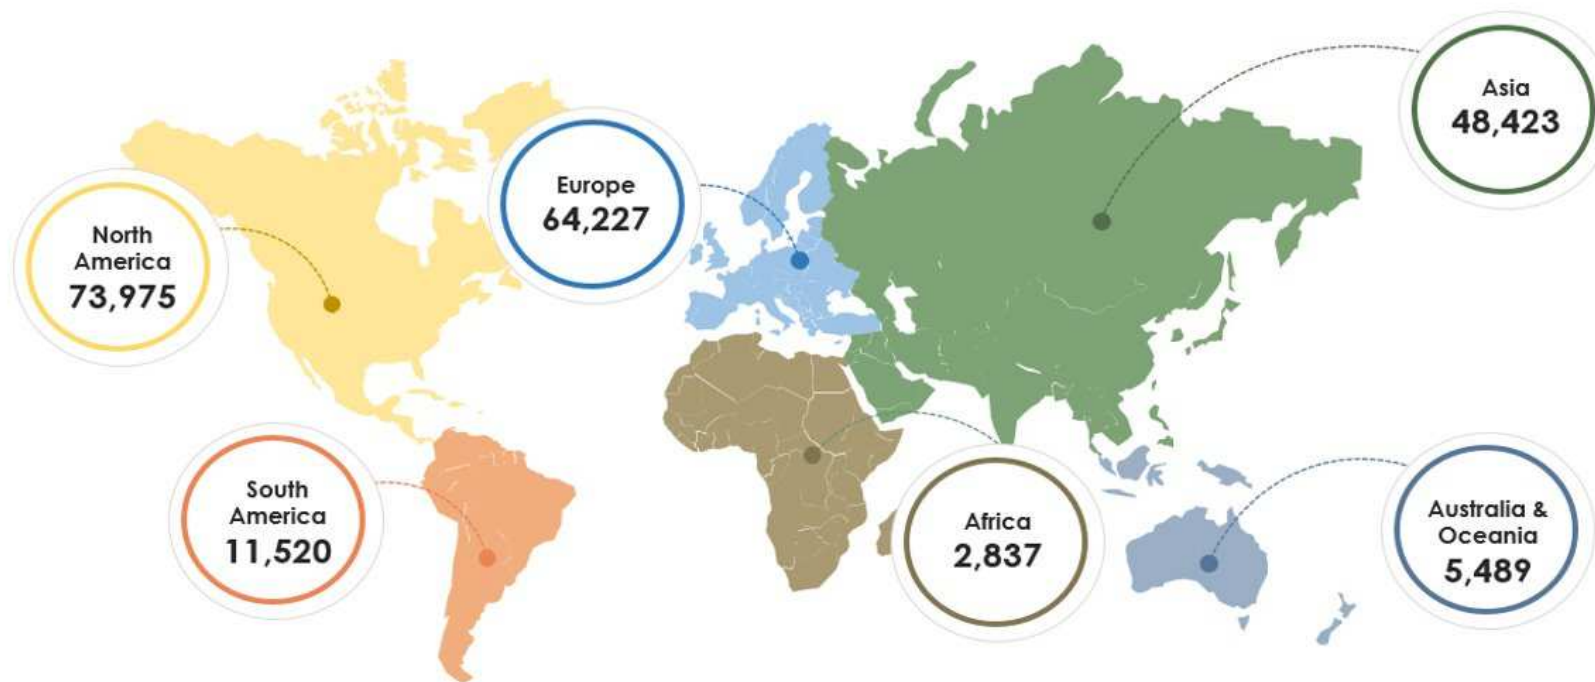 Asia
48,423
Europe
64,227
North
America
73,975
South
America
11,520
Africa
2,837
Australia &
Oceania
5,489